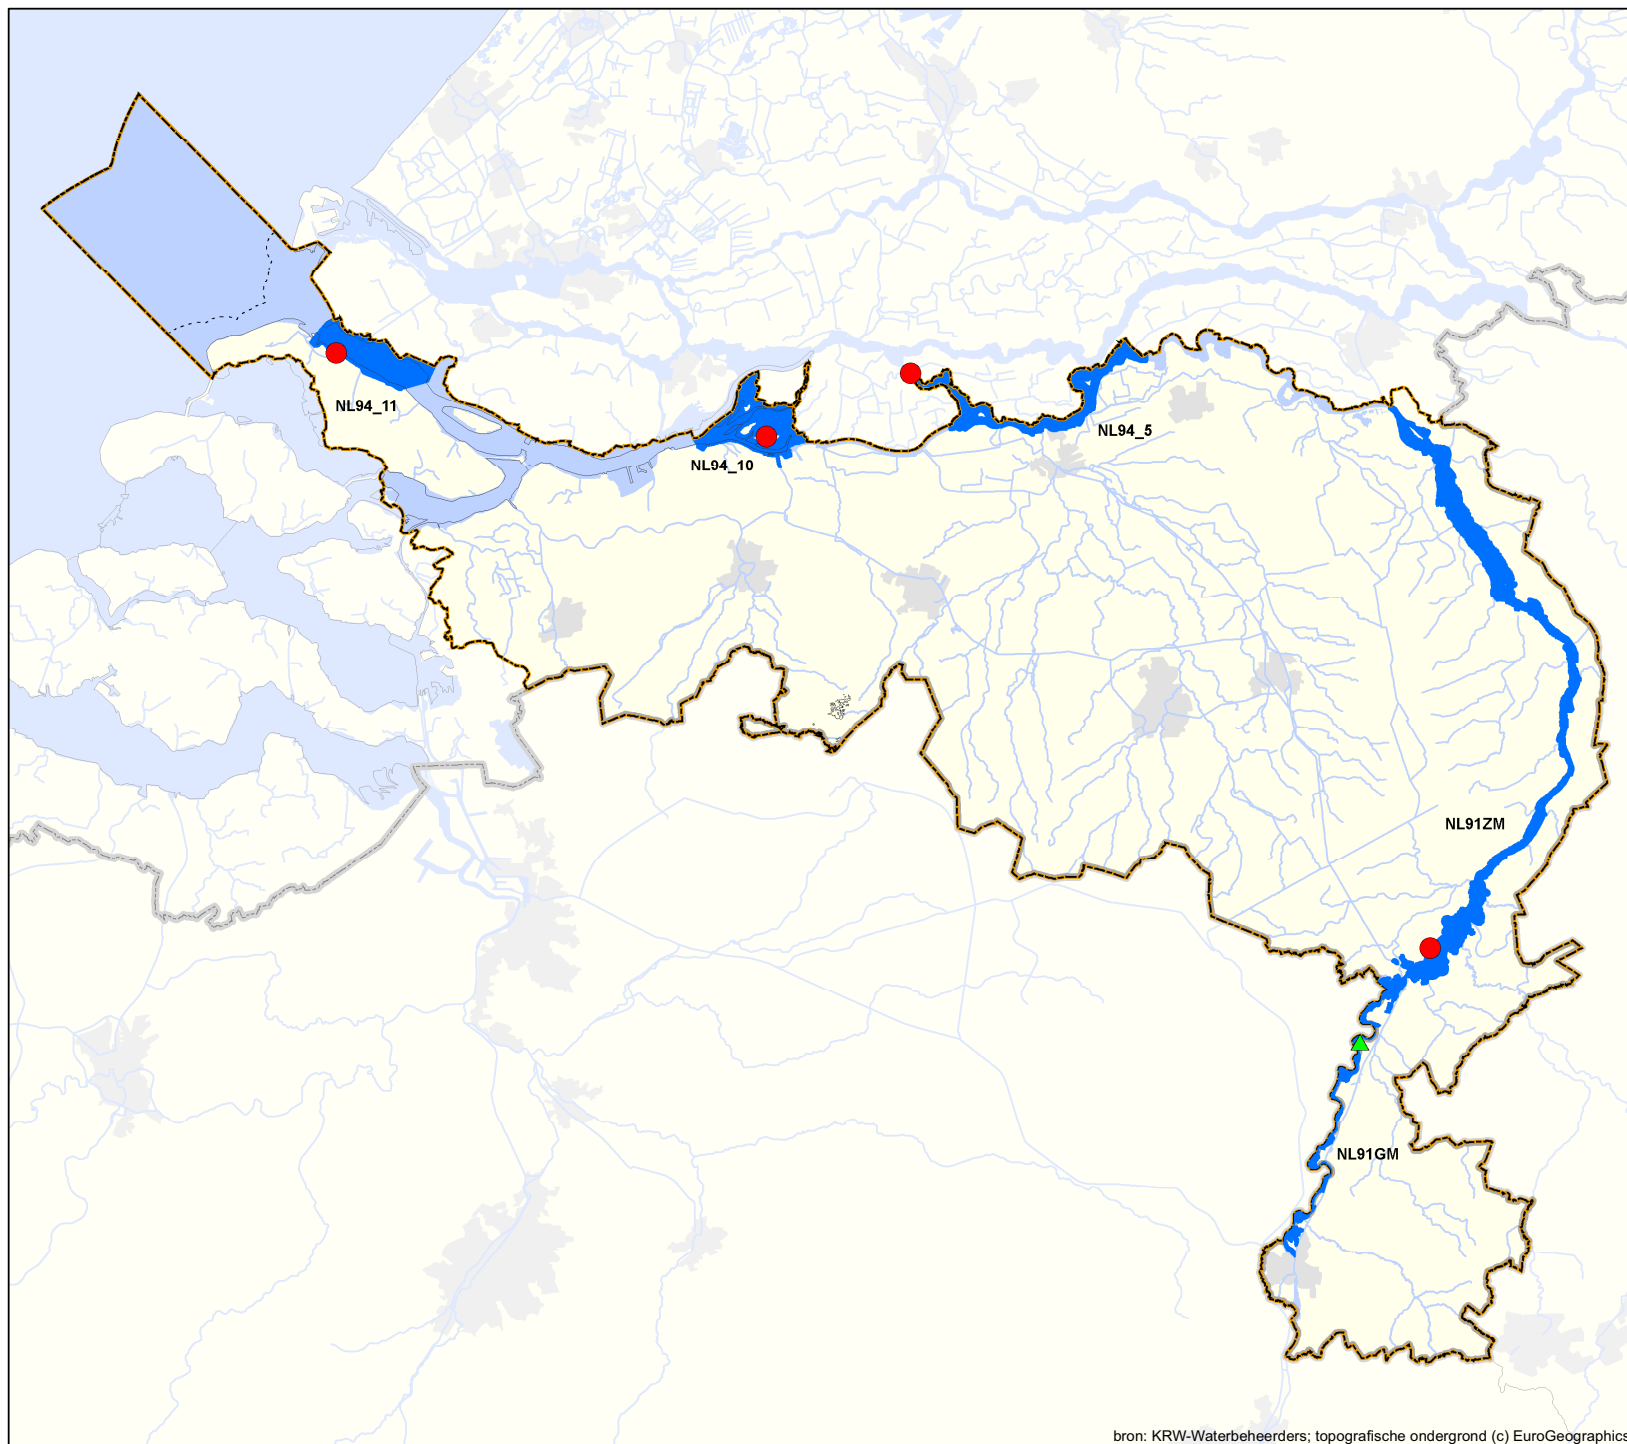 NL94_11
NL94_5
NL94_10
NL91ZM
NL91GM
bron: KRW-Waterbeheerders; topografische ondergrond (c) EuroGeographics